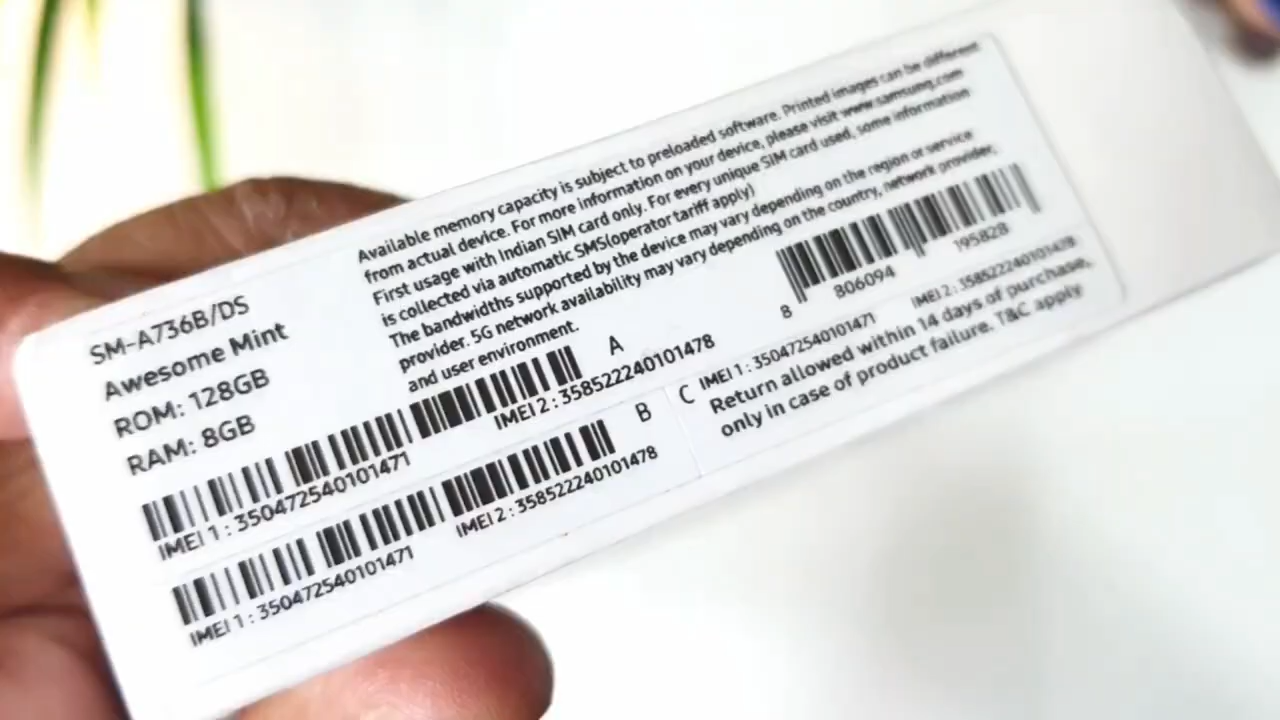 SM-A736B/DS
Awesome Mint
ROM: 128GB
RAM: 8GB
Available memory capacity is subject to preloaded software. Printed images can be different
from actual device. For more information on your device, please visit www.samsung.com
First usage with Indian SIM card only. For every unique SIM card used, some information
is collected via automatic SMS(operator tariff apply)
The bandwidths supported by the device may vary depending on the region or service
provider. 5G network availability may vary depending on the country, network provider,
and user environment.
IMEI 1 : 350472540101471
IMEI 2 : 358522240101478
A
IMEI 1 : 350472540101471
IMEI 2 : 358522240101478
B
8 806094 195828
C
IMEI 1 : 350472540101471
IMEI 2 : 358522240101478
Return allowed within 14 days of purchase,
only in case of product failure. T&C apply